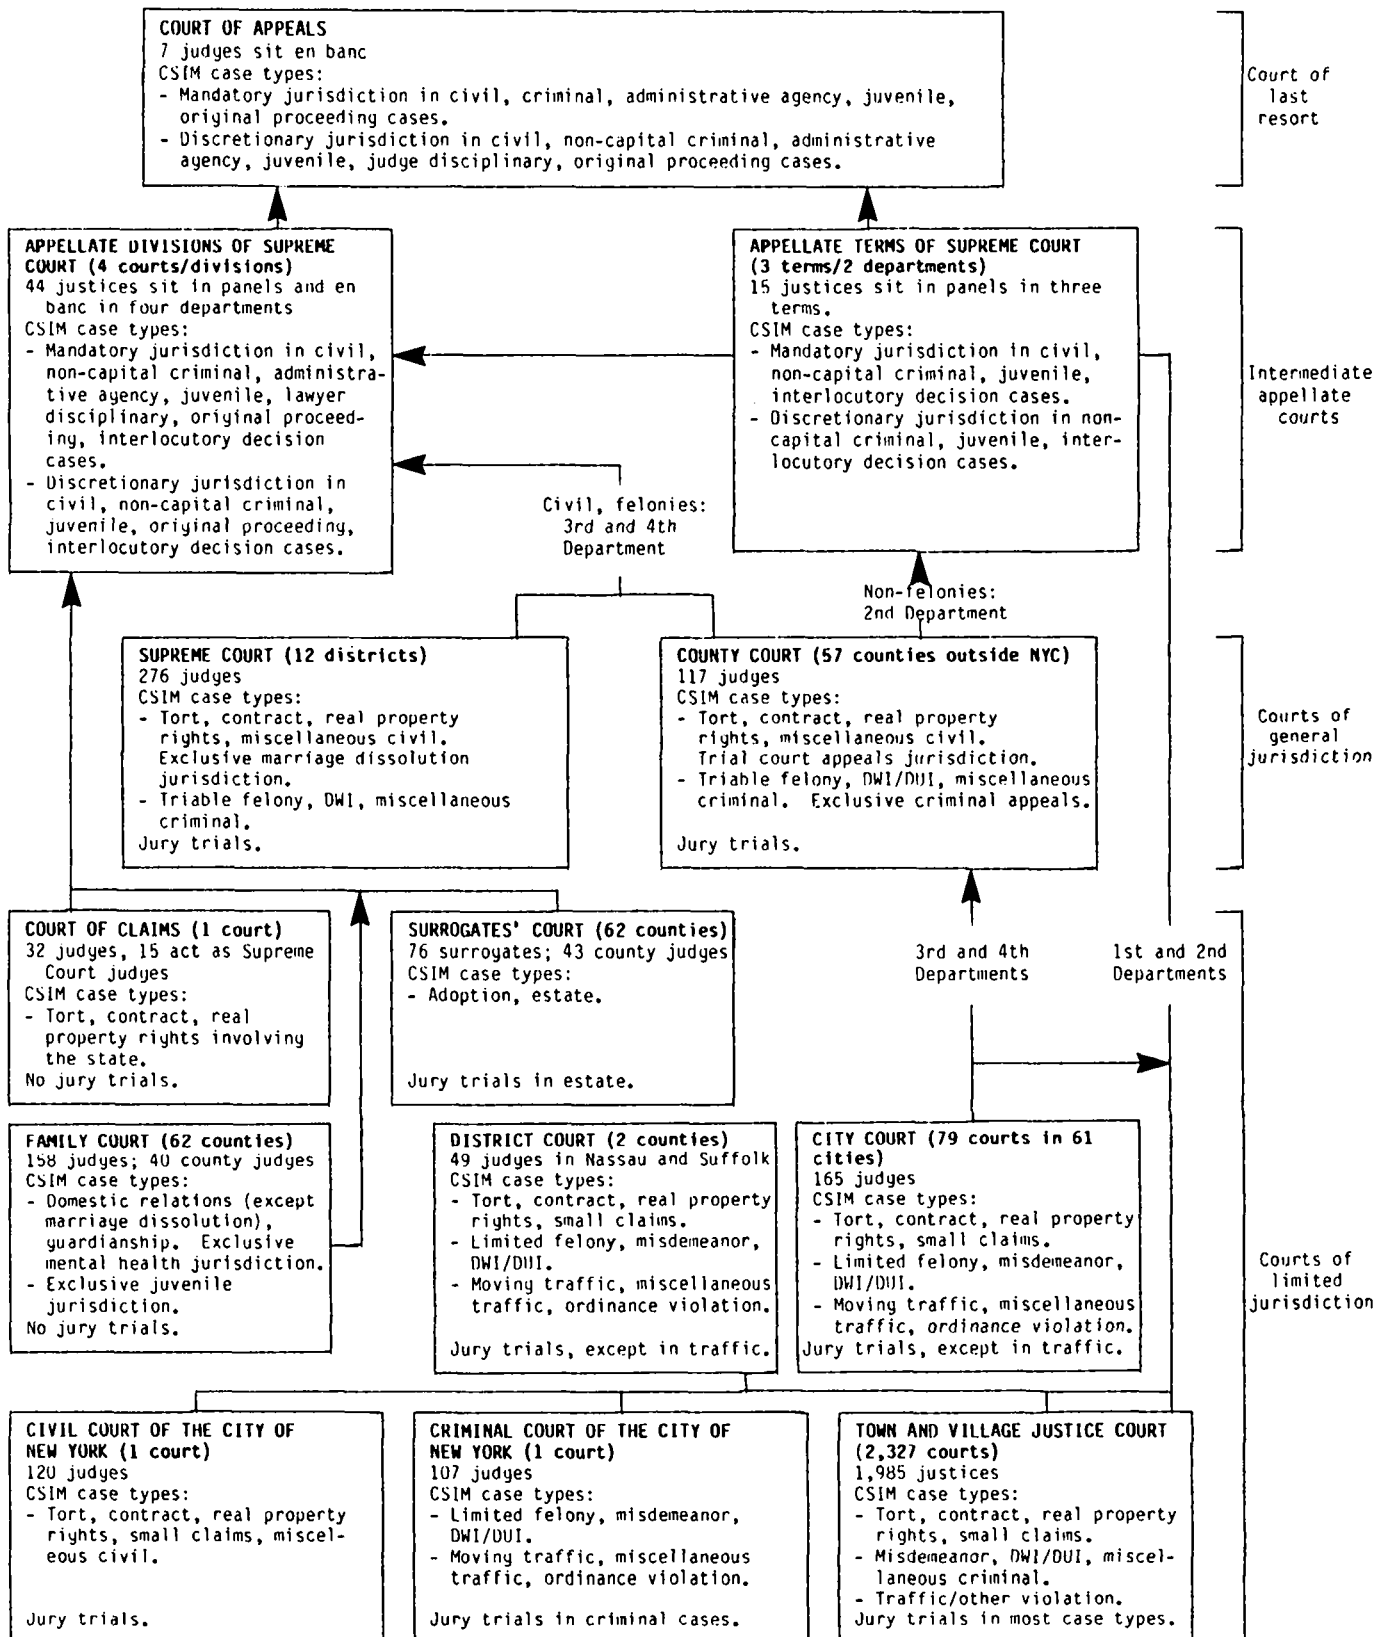 COURT OF APPEALS
7 judges sit en banc
CSIM case types:
- Mandatory jurisdiction in civil, criminal, administrative agency, juvenile,
original proceeding cases.
- Discretionary jurisdiction in civil, non-capital criminal, administrative
agency, juvenile, judge disciplinary, original proceeding cases.
Court of
last
resort
APPELLATE DIVISIONS OF SUPREME
COURT (4 courts/divisions)
44 justices sit in panels and en
banc in four departments
CSIM case types:
- Mandatory jurisdiction in civil,
non-capital criminal, administra-
tive agency, juvenile, lawyer
disciplinary, original proceed-
ing, interlocutory decision
cases.
- Discretionary jurisdiction in
civil, non-capital criminal,
juvenile, original proceeding,
interlocutory decision cases.
APPELLATE TERMS OF SUPREME COURT
(3 terms/2 departments)
15 justices sit in panels in three
terms.
CSIM case types:
- Mandatory jurisdiction in civil,
non-capital criminal, juvenile,
interlocutory decision cases.
- Discretionary jurisdiction in non-
capital criminal, juvenile, inter-
locutory decision cases.
Intermediate
appellate
courts
Civil, felonies:
3rd and 4th
Department
Non-felonies:
2nd Department
SUPREME COURT (12 districts)
276 judges
CSIM case types:
- Tort, contract, real property
rights, miscellaneous civil.
Exclusive marriage dissolution
jurisdiction.
- Triable felony, DWI, miscellaneous
criminal.
Jury trials.
COUNTY COURT (57 counties outside NYC)
117 judges
CSIM case types:
- Tort, contract, real property
rights, miscellaneous civil.
Trial court appeals jurisdiction.
- Triable felony, DWI/DUI, miscellaneous
criminal. Exclusive criminal appeals.
Jury trials.
Courts of
general
jurisdiction
COURT OF CLAIMS (1 court)
32 judges, 15 act as Supreme
Court judges
CSIM case types:
- Tort, contract, real
property rights involving
the state.
No jury trials.
SURROGATES' COURT (62 counties)
76 surrogates; 43 county judges
CSIM case types:
- Adoption, estate.
Jury trials in estate.
3rd and 4th
Departments
1st and 2nd
Departments
FAMILY COURT (62 counties)
158 judges; 40 county judges
CSIM case types:
- Domestic relations (except
marriage dissolution),
guardianship. Exclusive
mental health jurisdiction.
- Exclusive juvenile
jurisdiction.
No jury trials.
DISTRICT COURT (2 counties)
49 judges in Nassau and Suffolk
CSIM case types:
- Tort, contract, real property
rights, small claims.
- Limited felony, misdemeanor,
DWI/DUI.
- Moving traffic, miscellaneous
traffic, ordinance violation.
Jury trials, except in traffic.
CITY COURT (79 courts in 61
cities)
165 judges
CSIM case types:
- Tort, contract, real property
rights, small claims.
- Limited felony, misdemeanor,
DWI/DUI.
- Moving traffic, miscellaneous
traffic, ordinance violation.
Jury trials, except in traffic.
Courts of
limited
jurisdiction
CIVIL COURT OF THE CITY OF
NEW YORK (1 court)
120 judges
CSIM case types:
- Tort, contract, real property
rights, small claims, miscel-
eous civil.
Jury trials.
CRIMINAL COURT OF THE CITY OF
NEW YORK (1 court)
107 judges
CSIM case types:
- Limited felony, misdemeanor,
DWI/DUI.
- Moving traffic, miscellaneous
traffic, ordinance violation.
Jury trials in criminal cases.
TOWN AND VILLAGE JUSTICE COURT
(2,327 courts)
1,985 justices
CSIM case types:
- Tort, contract, real property
rights, small claims.
- Misdemeanor, DWI/DUI, miscel-
laneous criminal.
- Traffic/other violation.
Jury trials in most case types.